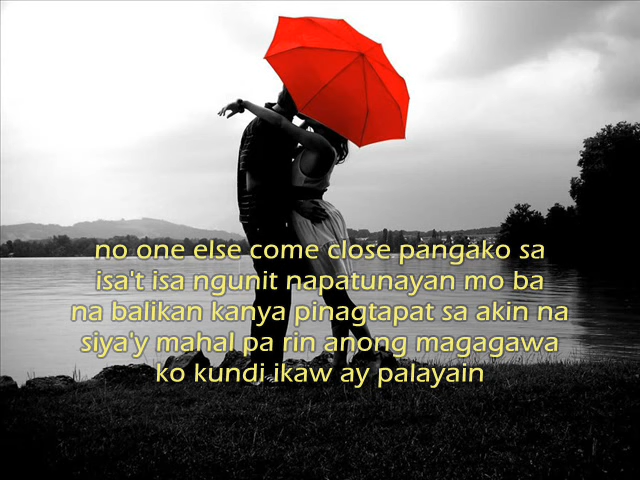 no one else come close pangako sa
isa't isa ngunit napatunayan mo ba
na balikan kanya pinagtapat sa akin na
siya'y mahal pa rin anong magagawa
ko kundi ikaw ay palayain